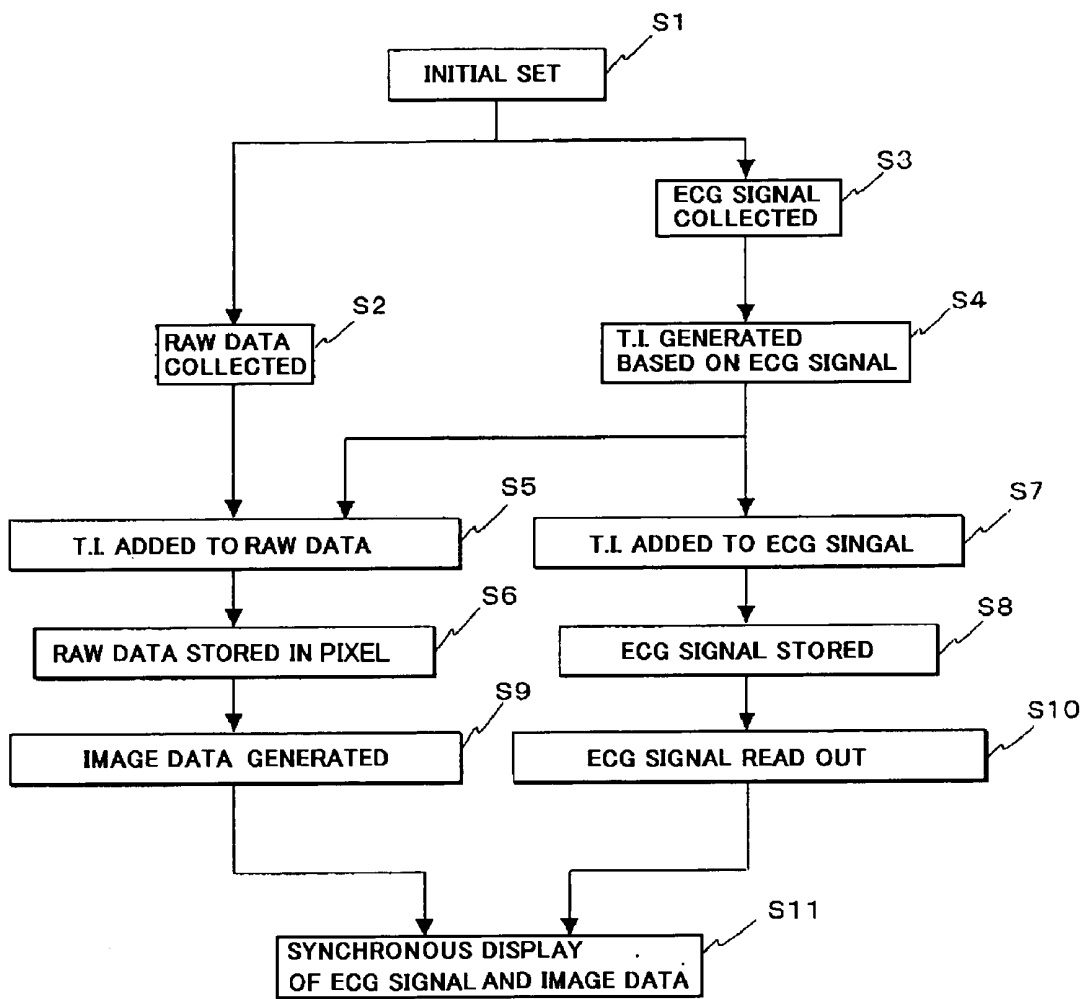 S1
INITIAL SET
S3
ECG SIGNAL
COLLECTED
S2
RAW DATA
COLLECTED
S4
T.I. GENERATED
BASED ON ECG SIGNAL
S5
T.I. ADDED TO RAW DATA
S7
T.I. ADDED TO ECG SINGAL
S6
RAW DATA STORED IN PIXEL
S8
ECG SIGNAL STORED
S9
IMAGE DATA GENERATED
S10
ECG SIGNAL READ OUT
S11
SYNCHRONOUS DISPLAY
OF ECG SIGNAL AND IMAGE DATA